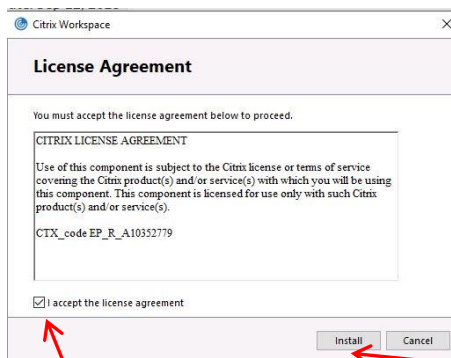 Citrix Workspace
License Agreement
You must accept the license agreement below to proceed.
CITRIX LICENSE AGREEMENT
Use of this component is subject to the Citrix license or terms of service
covering the Citrix product(s) and/or service(s) with which you will be using
this component. This component is licensed for use only with such Citrix
product(s) and/or service(s).
CTX_code EP_R_A10352779
I accept the license agreement
Install Cancel